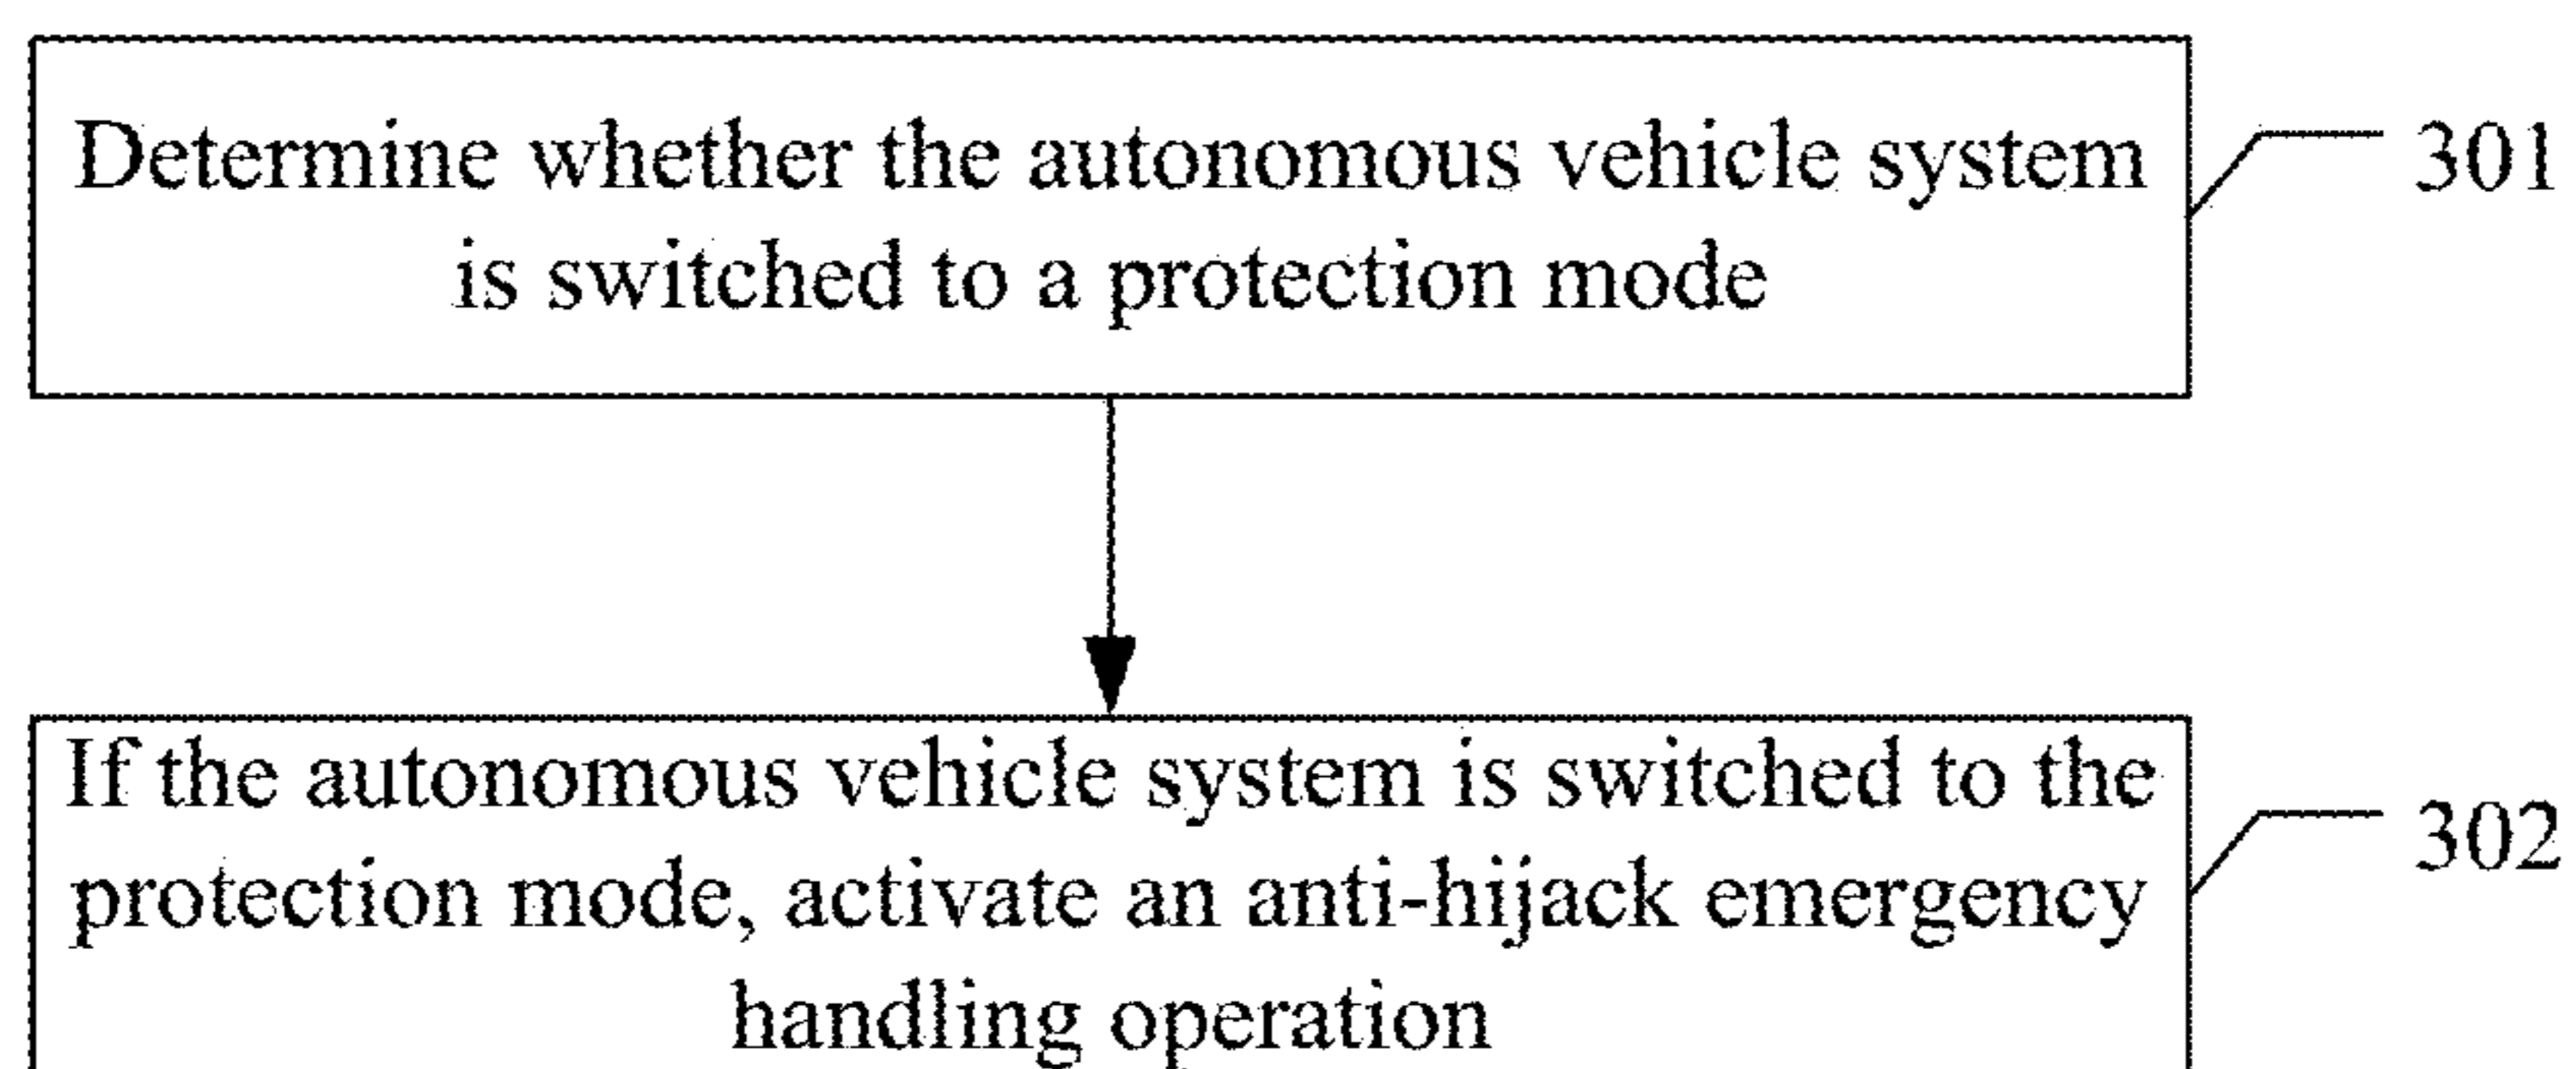 Determine whether the autonomous vehicle system
is switched to a protection mode
301
If the autonomous vehicle system is switched to the
protection mode, activate an anti-hijack emergency
handling operation
302